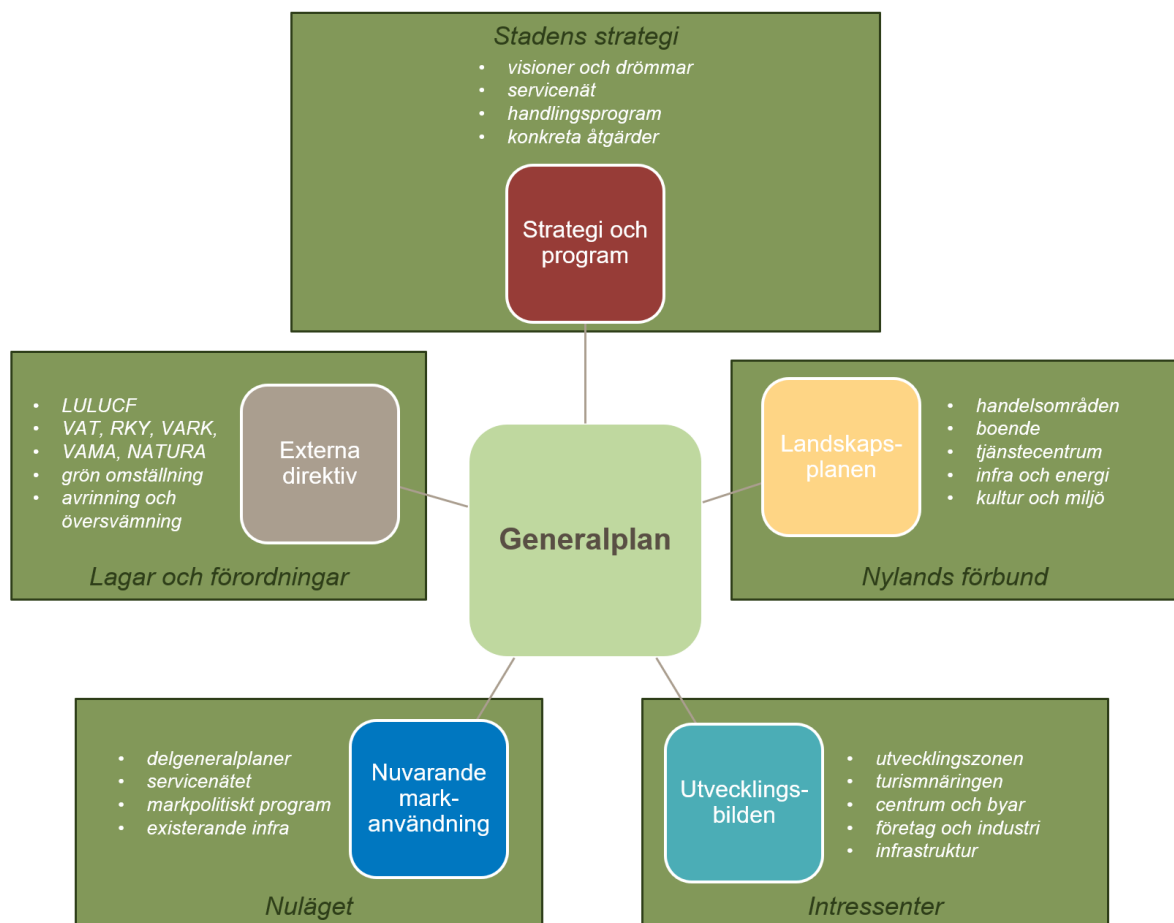 Stadens strategi
• visioner och drömmar
• servicenät
• handlingsprogram
• konkreta åtgärder
Strategi och
program
• LULUCF
• VAT, RKY, VARK,
• VAMA, NATURA
• grön omställning
• avrinning och
översvämning
Externa
direktiv
Lagar och förordningar
Landskaps-
planen
• handelsområden
• boende
• tjänstecentrum
• infra och energi
• kultur och miljö
Nylands förbund
Generalplan
• delgeneralplaner
• servicenätet
• markpolitiskt program
• existerande infra
Nuvarande
mark-
användning
Nuläget
Utvecklings-
bilden
• utvecklingszonen
• turismnäringen
• centrum och byar
• företag och industri
• infrastruktur
Intressenter